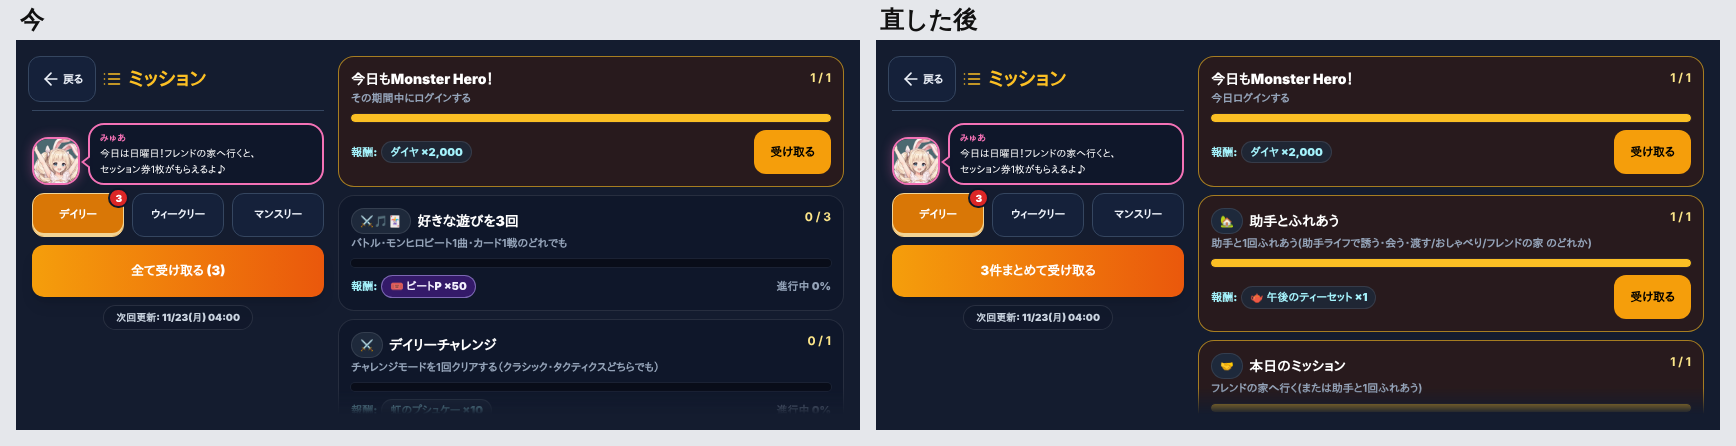 今
戻る
ミッション
みゅあ
今日は日曜日!フレンドの家へ行くと、
セッション券1枚がもらえるよ♪
3
デイリー
ウィークリー
マンスリー
全て受け取る (3)
次回更新: 11/23(月) 04:00
今日もMonster Hero!
1 / 1
その期間中にログインする
報酬:
ダイヤ ×2,000
受け取る
好きな遊びを3回
0 / 3
バトル・モンヒロビート1曲・カード1戦のどれでも
報酬:
ビートP ×50
進行中 0%
デイリーチャレンジ
0 / 1
チャレンジモードを1回クリアする(クラシック・タクティクスどちらでも)
報酬:
虹のプシュケー ×10
進行中 0%
直した後
戻る
ミッション
みゅあ
今日は日曜日!フレンドの家へ行くと、
セッション券1枚がもらえるよ♪
3
デイリー
ウィークリー
マンスリー
3件まとめて受け取る
次回更新: 11/23(月) 04:00
今日もMonster Hero!
1 / 1
今日ログインする
報酬:
ダイヤ ×2,000
受け取る
助手とふれあう
1 / 1
助手と1回ふれあう(助手ライフで誘う・会う・渡す/おしゃべり/フレンドの家 のどれか)
報酬:
午後のティーセット ×1
受け取る
本日のミッション
1 / 1
フレンドの家へ行く(または助手と1回ふれあう)